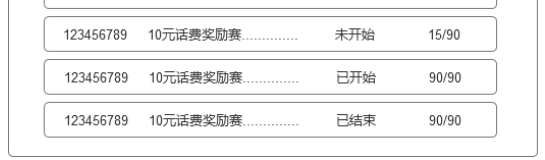 123456789 10元话费奖励赛.............. 未开始 15/90
123456789 10元话费奖励赛.............. 已开始 90/90
123456789 10元话费奖励赛.............. 已结束 90/90